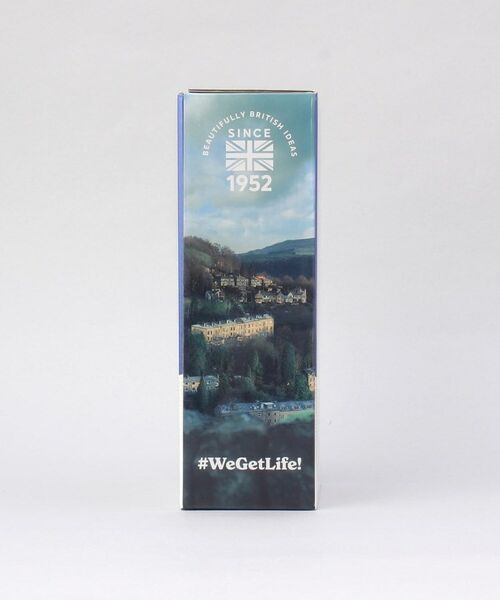 BEAUTIFULLY BRITISH IDEAS
SINCE
1952
#WeGetLife!